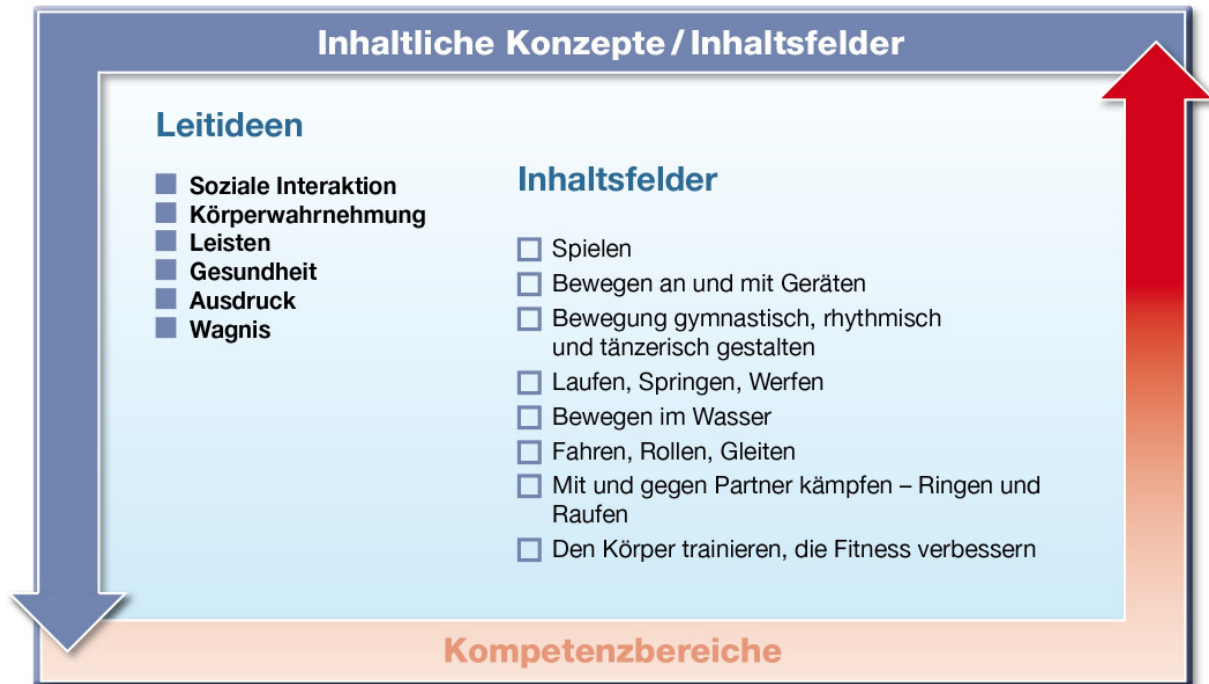 Inhaltliche Konzepte / Inhaltsfelder
Leitideen
Soziale Interaktion
Körperwahrnehmung
Leisten
Gesundheit
Ausdruck
Wagnis
Inhaltsfelder
Spielen
Bewegen an und mit Geräten
Bewegung gymnastisch, rhythmisch
und tänzerisch gestalten
Laufen, Springen, Werfen
Bewegen im Wasser
Fahren, Rollen, Gleiten
Mit und gegen Partner kämpfen – Ringen und
Raufen
Den Körper trainieren, die Fitness verbessern
Kompetenzbereiche